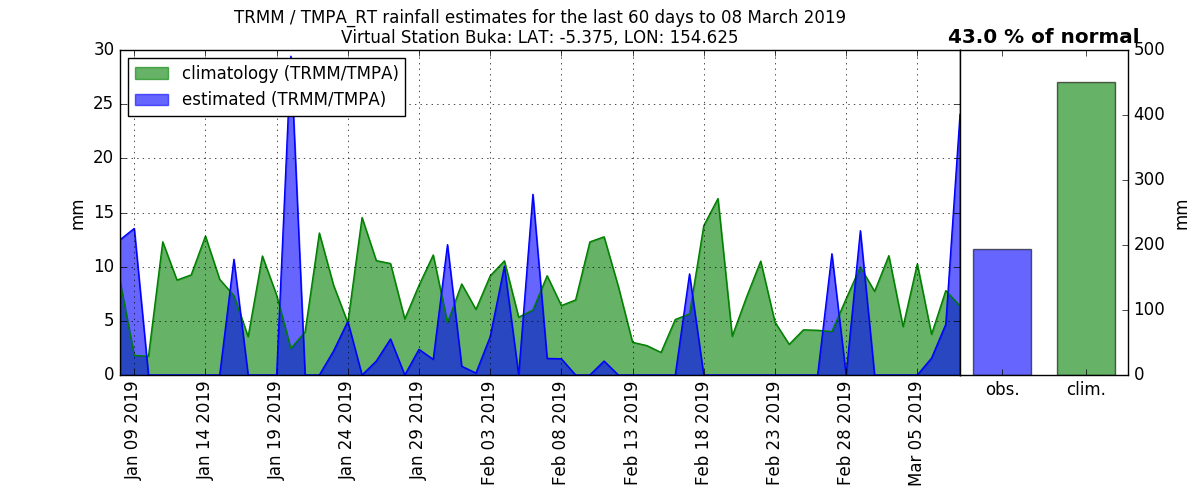 TRMM / TMPA_RT rainfall estimates for the last 60 days to 08 March 2019
Virtual Station Buka: LAT: -5.375, LON: 154.625
43.0 % of normal
climatology (TRMM/TMPA)
estimated (TRMM/TMPA)
30
25
20
15
10
5
0
mm
Jan 09 2019
Jan 14 2019
Jan 19 2019
Jan 24 2019
Jan 29 2019
Feb 03 2019
Feb 08 2019
Feb 13 2019
Feb 18 2019
Feb 23 2019
Feb 28 2019
Mar 05 2019
500
400
300
200
100
0
mm
obs.
clim.